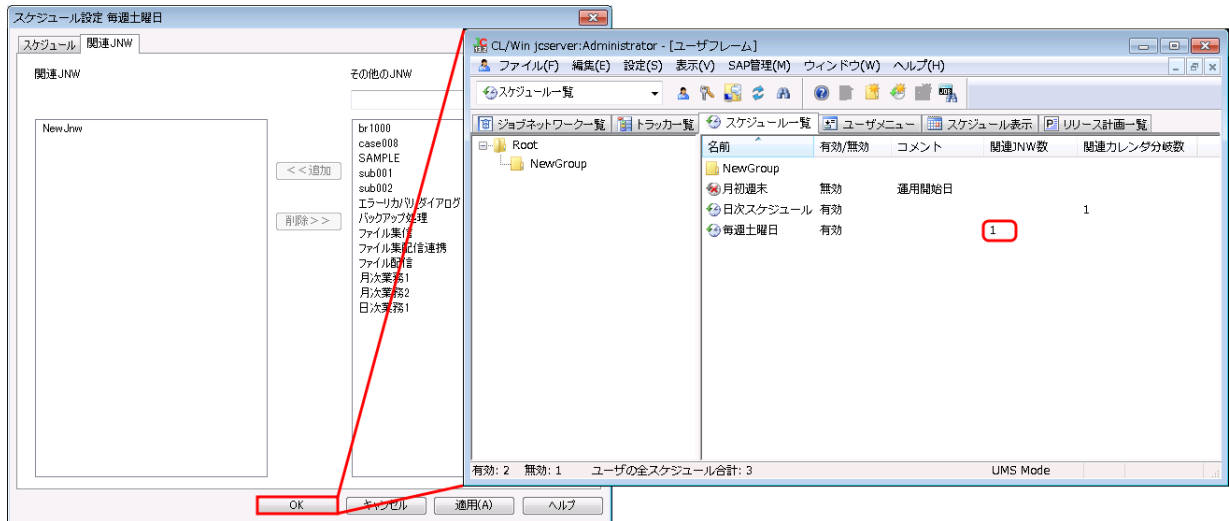 スケジュール設定 毎週土曜日
スケジュール 関連JNW
関連JNW
その他のJNW
NewJnw
<<追加
削除>>
br1000
case008
SAMPLE
sub001
sub002
エラーリカバリダイアログ
バックアップ処理
ファイル集信
ファイル集配信連携
ファイル配信
月次業務1
月次業務2
日次業務1
OK キャンセル 適用(A) ヘルプ
CL/Win jcserver:Administrator - [ユーザフレーム]
ファイル(F) 編集(E) 設定(S) 表示(V) SAP管理(M) ウィンドウ(W) ヘルプ(H)
スケジュール一覧
ジョブネットワーク一覧 トラッカー一覧 スケジュール一覧 ユーザメニュー スケジュール表示 リリース計画一覧
Root
NewGroup
名前 有効/無効 コメント 関連JNW数 関連カレンダ分岐数
NewGroup
月初週末 無効 運用開始日
日次スケジュール 有効 1
毎週土曜日 有効 1
有効: 2 無効: 1 ユーザの全スケジュール合計: 3 UMS Mode